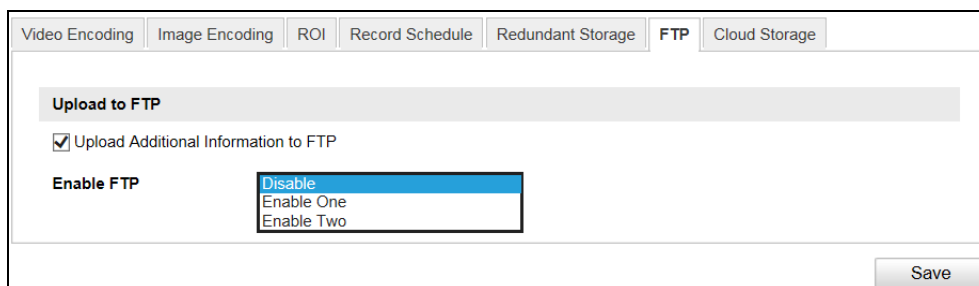 Video Encoding Image Encoding ROI Record Schedule Redundant Storage FTP Cloud Storage
Upload to FTP
Upload Additional Information to FTP
Enable FTP Disable
Enable One
Enable Two
Save